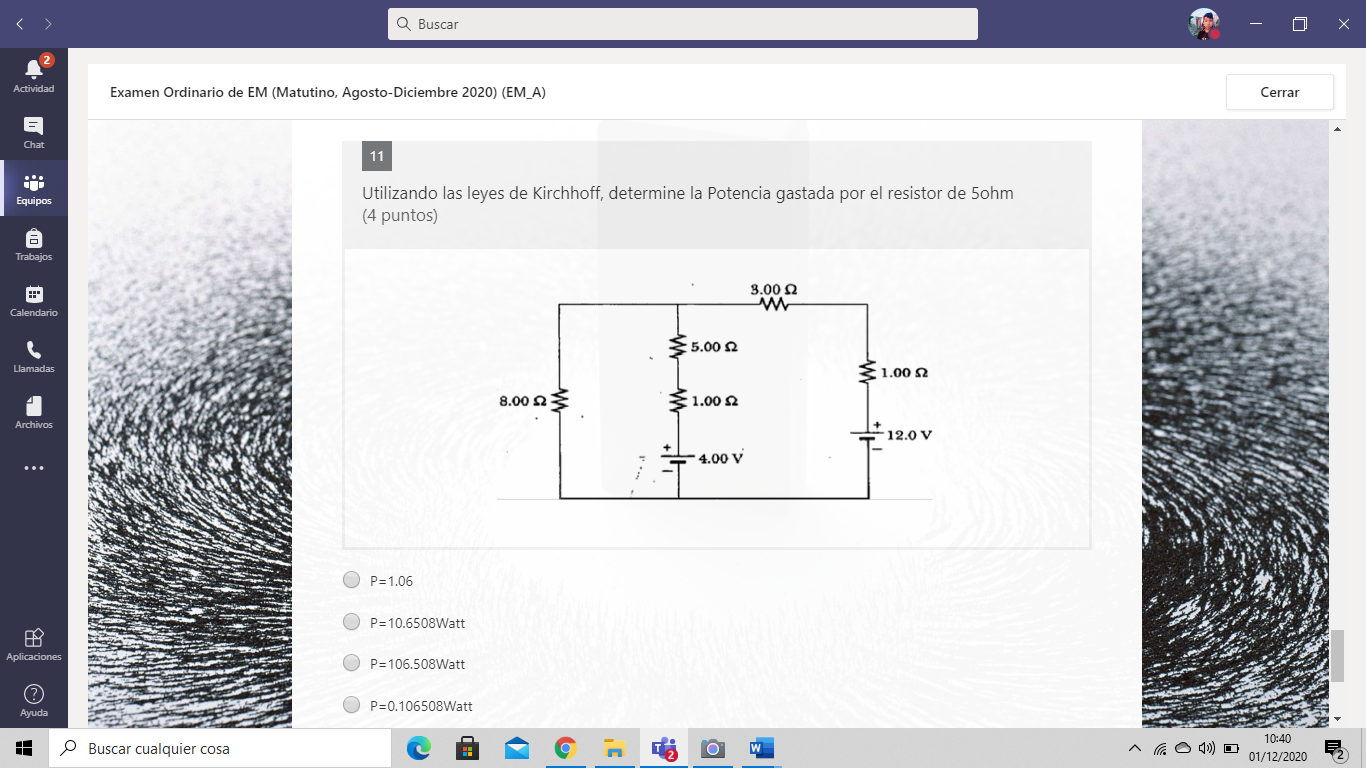 Buscar
2
Actividad
Chat
Equipos
Trabajos
Calendario
Llamadas
Archivos
Aplicaciones
Ayuda
Examen Ordinario de EM (Matutino, Agosto-Diciembre 2020) (EM_A)
Cerrar
11
Utilizando las leyes de Kirchhoff, determine la Potencia gastada por el resistor de 5ohm
(4 puntos)
3.00 Ω
5.00 Ω
1.00 Ω
8.00 Ω
1.00 Ω
+
12.0 V
−
+
4.00 V
−
P=1.06
P=10.6508Watt
P=106.508Watt
P=0.106508Watt
Buscar cualquier cosa
2
W
10:40
01/12/2020
2